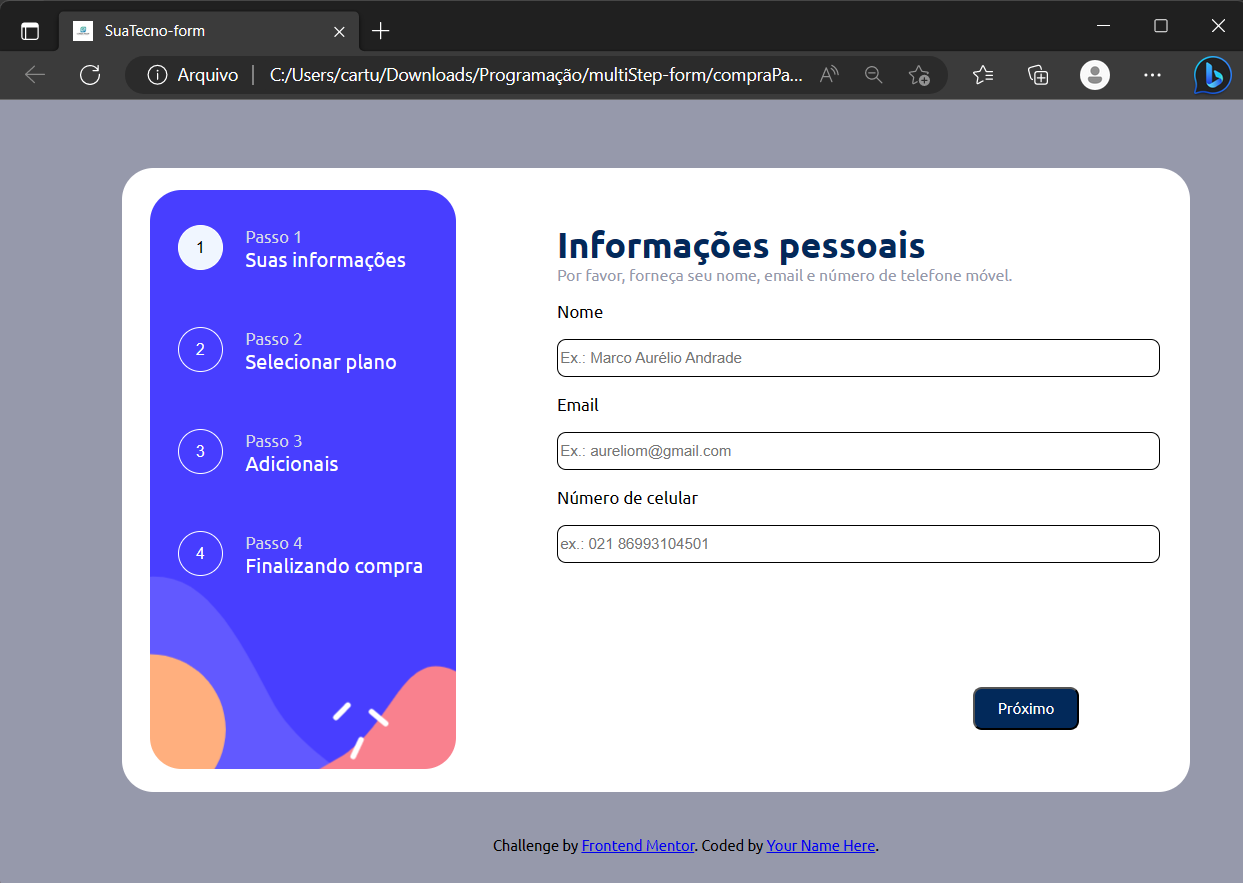 SuaTecno-form
Arquivo
C:/Users/cartu/Downloads/Programação/multiStep-form/compraPa...
1
Passo 1
Suas informações
2
Passo 2
Selecionar plano
3
Passo 3
Adicionais
4
Passo 4
Finalizando compra
Informações pessoais
Por favor, forneça seu nome, email e número de telefone móvel.
Nome
Ex.: Marco Aurélio Andrade
Email
Ex.: aureliom@gmail.com
Número de celular
ex.: 021 86993104501
Próximo
Challenge by Frontend Mentor. Coded by Your Name Here.